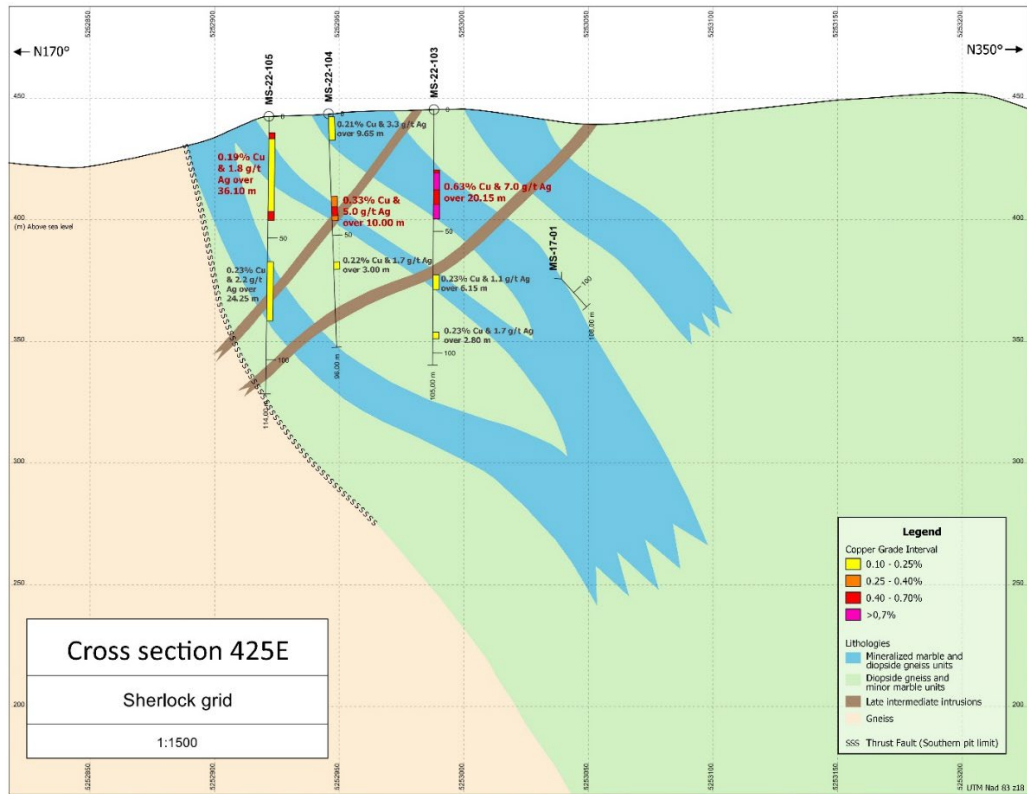 5252850
5252900
5252950
5253000
5253050
5253100
5253150
5253200
← N170°
N350° →
MS-22-105
MS-22-104
MS-22-103
450
450
0
0
0
0.21% Cu & 3.3 g/t Ag
over 9.65 m
0.19% Cu
& 1.8 g/t
Ag over
36.10 m
0.33% Cu &
5.0 g/t Ag
over 10.00 m
0.63% Cu & 7.0 g/t Ag
over 20.15 m
400
(m) Above sea level
400
50
50
50
MS-17-01
0.23% Cu
& 2.2 g/t
Ag over
24.25 m
0.22% Cu & 1.7 g/t Ag
over 3.00 m
0.23% Cu & 1.1 g/t Ag
over 6.15 m
100
108.00 m
0.23% Cu & 1.7 g/t Ag
over 2.80 m
350
350
100
100
98.00 m
105.00 m
114.00 m
300
300
250
250
200
200
Cross section 425E
Sherlock grid
1:1500
Legend
Copper Grade Interval
0.10 - 0.25%
0.25 - 0.40%
0.40 - 0.70%
>0,7%
Lithologies
Mineralized marble and
diopside gneiss units
Diopside gneiss and
minor marble units
Late intermediate intrusions
Gneiss
SSS Thrust Fault (Southern pit limit)
5252850
5252900
5252950
5253000
5253050
5253100
5253150
5253200
UTM Nad 83 z18